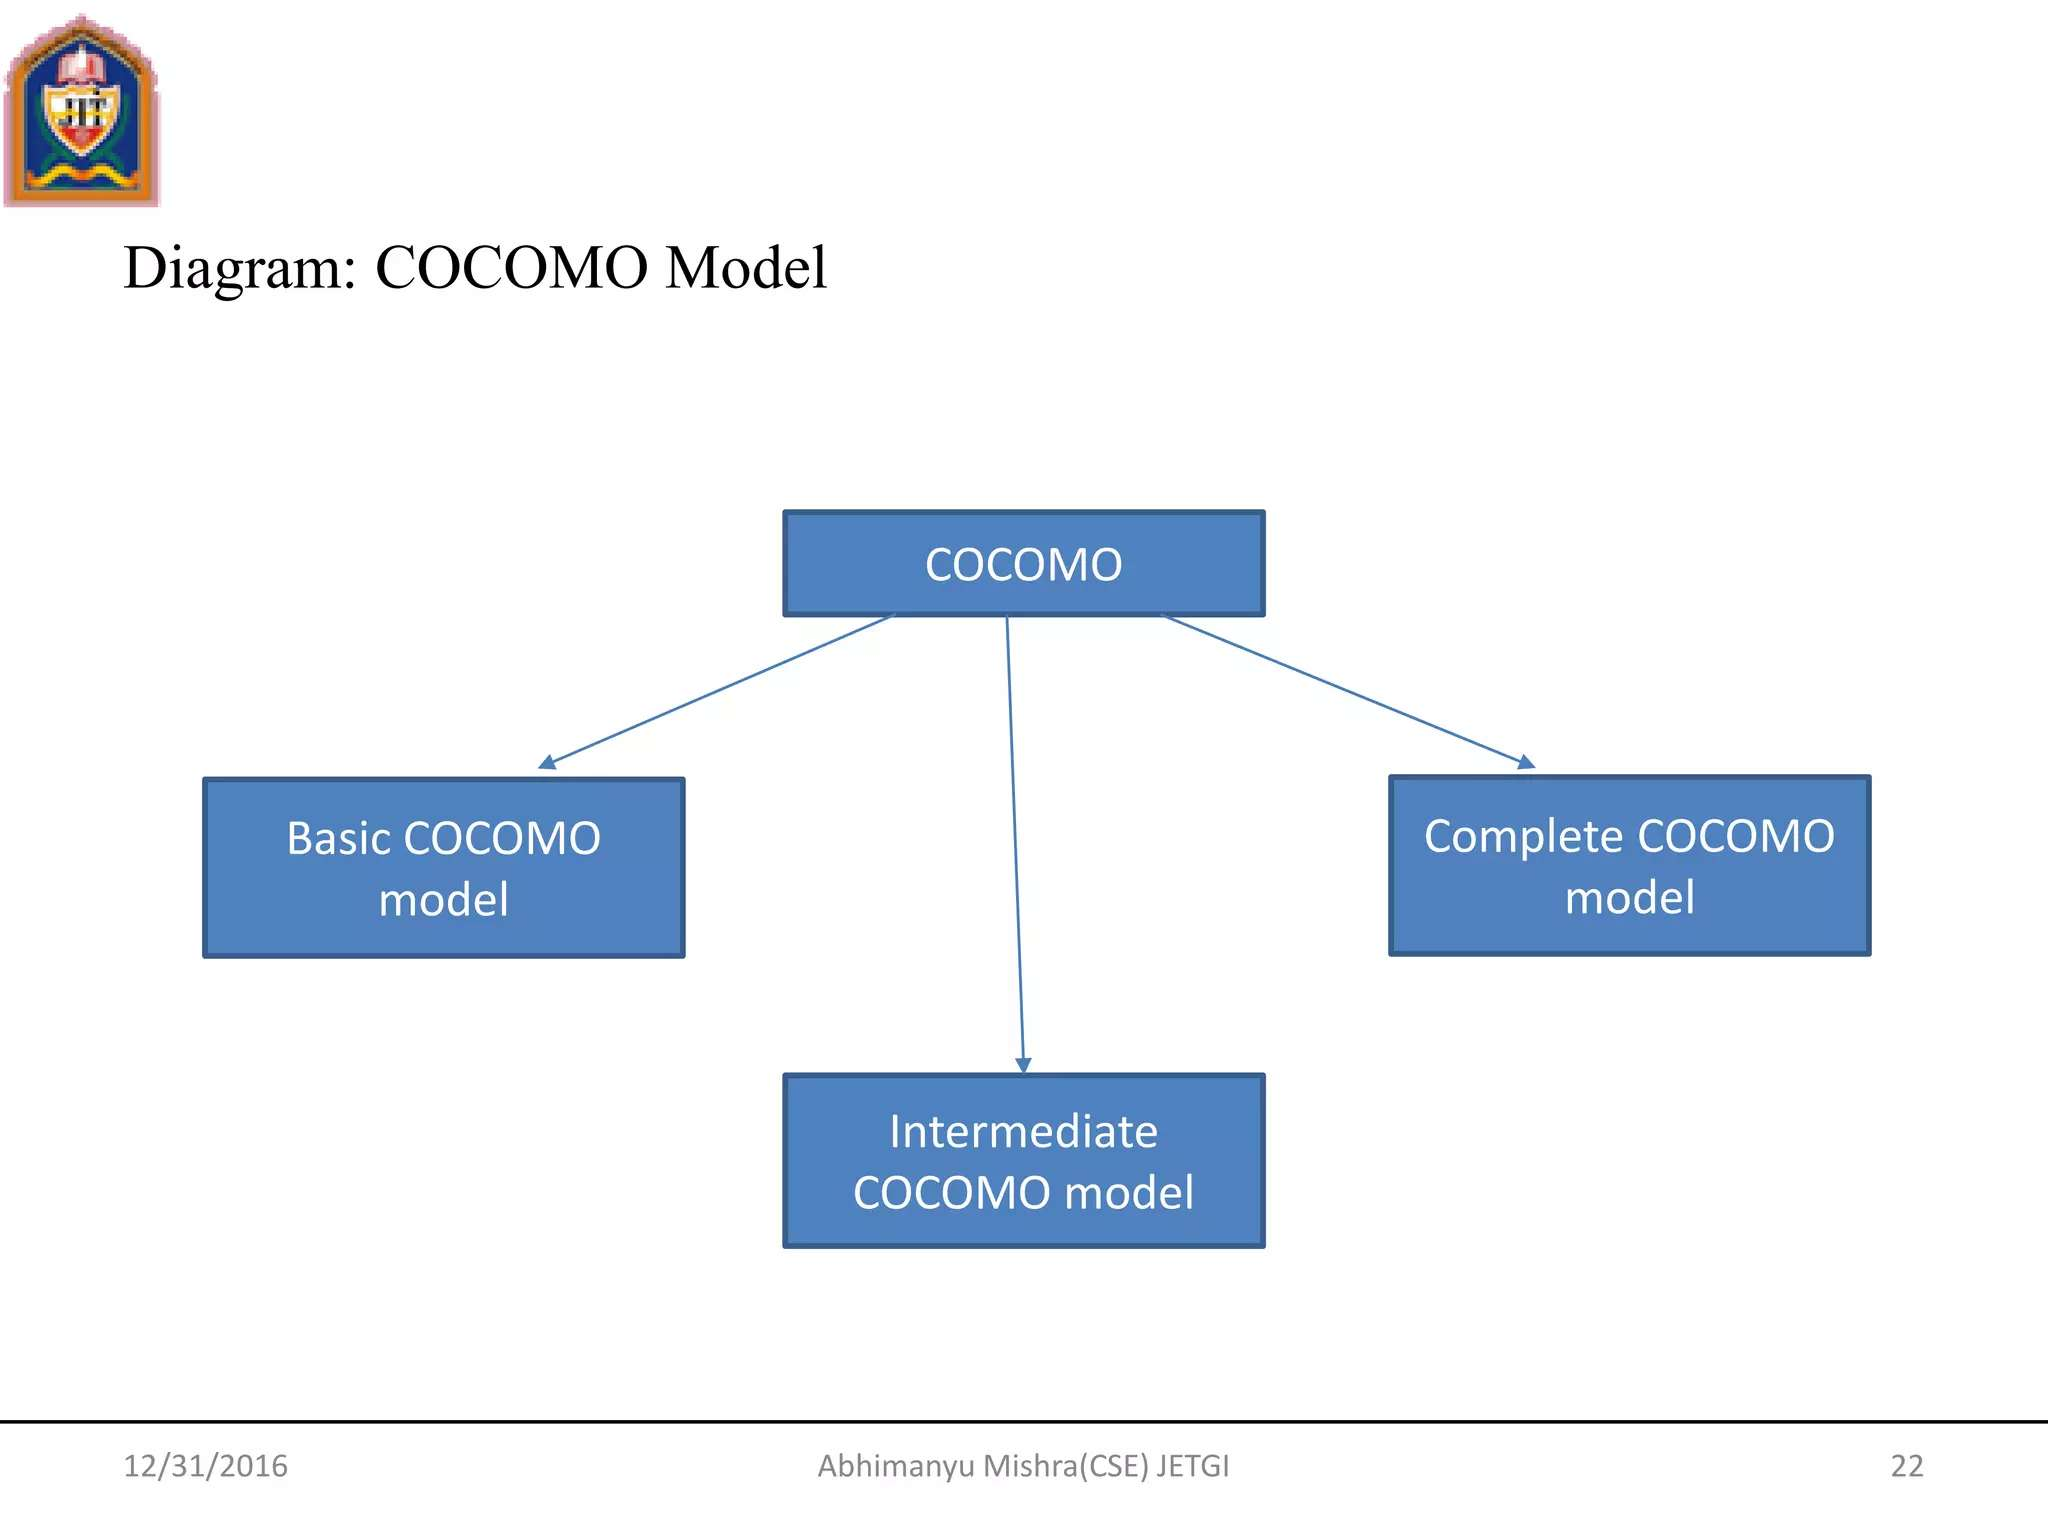 JIT
Diagram: COCOMO Model
COCOMO
Basic COCOMO
model
Complete COCOMO
model
Intermediate
COCOMO model
12/31/2016
Abhimanyu Mishra(CSE) JETGI
22